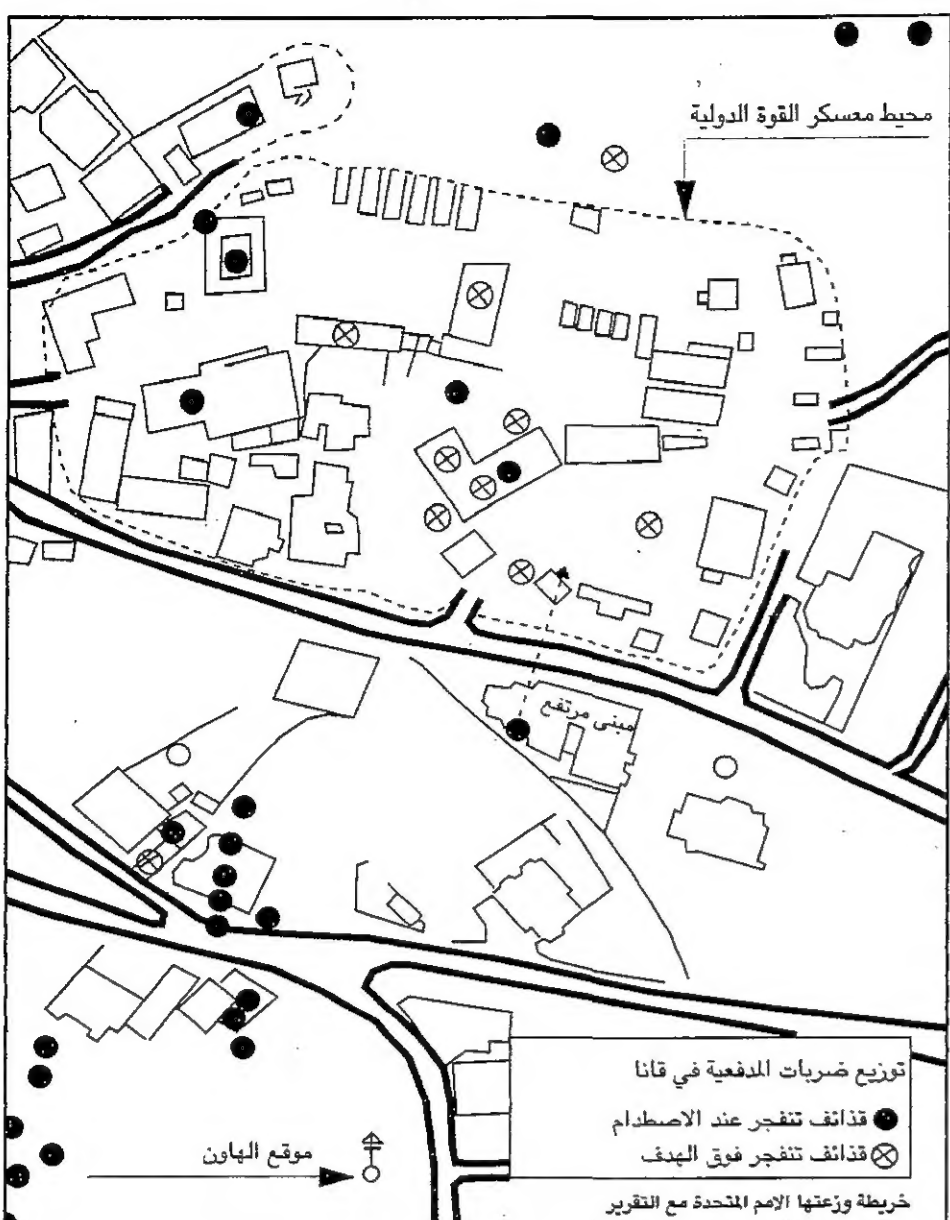 محيط معسكر القوة الدولية
مبنى مرتفع
توزيع ضربات المدفعية في قانا
قذائف تنفجر عند الاصطدام
قذائف تنفجر فوق الهدف
موقع الهاون
خريطة وزعتها الامم المتحدة مع التقرير